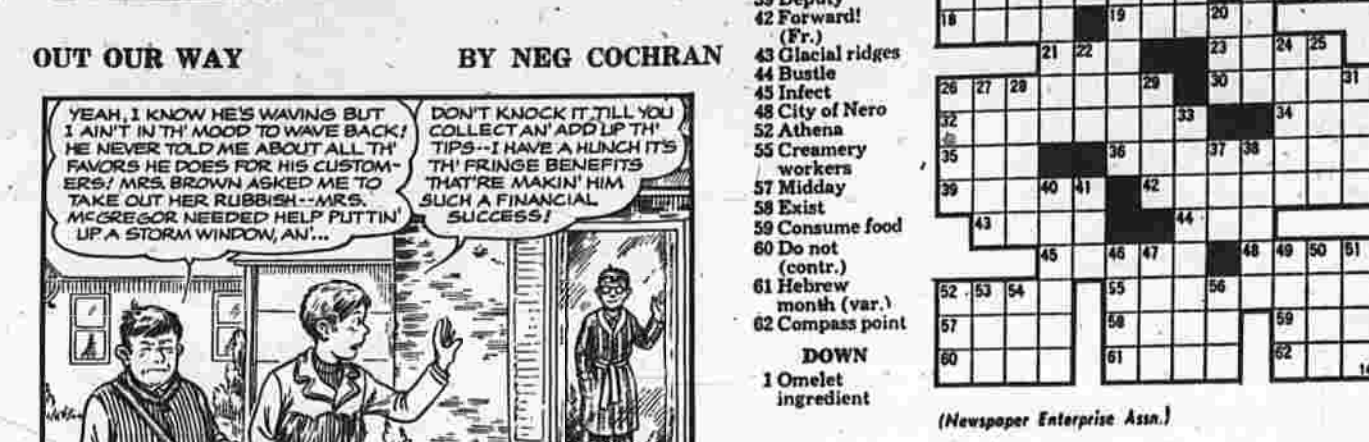 OUT OUR WAY
BY NEG COCHRAN
YEAH, I KNOW HE'S WAVING BUT
I AIN'T IN TH' MOOD TO WAVE BACK!
HE NEVER TOLD ME ABOUT ALL TH'
FAVORS HE DOES FOR HIS CUSTOM-
ERS! MRS. BROWN ASKED ME TO
TAKE OUT HER RUBBISH--MRS.
McGREGOR NEEDED HELP PUTTIN'
UP A STORM WINDOW, AN'...
DON'T KNOCK IT TILL YOU
COLLECT AN' ADD UP TH'
TIPS--I HAVE A HUNCH IT'S
TH' FRINGE BENEFITS
THAT'RE MAKIN' HIM
SUCH A FINANCIAL
SUCCESS!
39 Deputy
42 Forward!
(Fr.)
43 Glacial ridges
44 Bustle
45 Infect
48 City of Nero
52 Athena
55 Creamery
workers
57 Midday
58 Exist
59 Consume food
60 Do not
(contr.)
61 Hebrew
month (var.)
62 Compass point
DOWN
1 Omelet
ingredient
18 19 20
21 22 23 24 25
26 27 28 29 30 31
32 33 34
35 36 37 38
39 40 41 42
43 44
45 46 47 48 49 50 51
52 53 54 55 56
57 58 59
60 61 62
(Newspaper Enterprise Assn.)